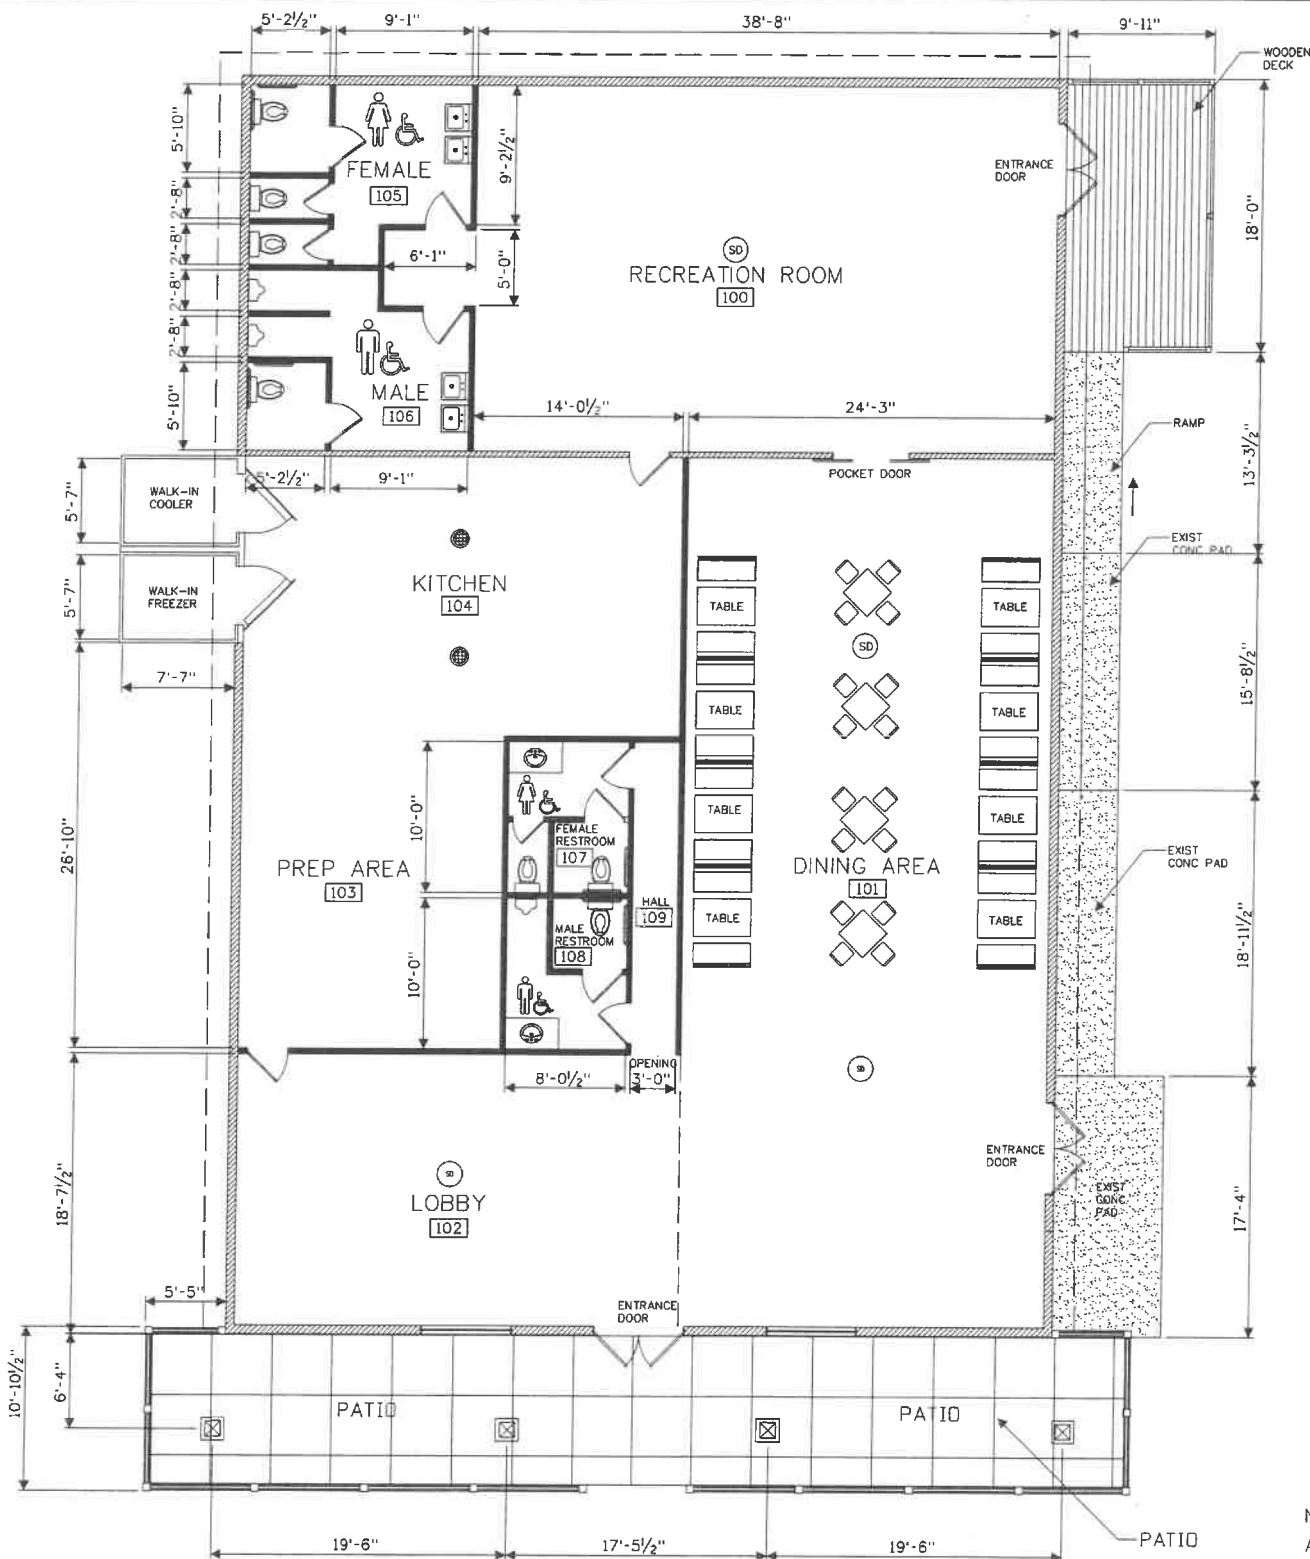 5'-2½"
9'-1"
38'-8"
9'-11"
WOODEN
DECK
5'-10"
9'-2½"
FEMALE
105
ENTRANCE
DOOR
18'-0"
2'-8"
2'-8"
6'-1"
5'-0"
SD
RECREATION ROOM
100
2'-8"
2'-8"
MALE
106
5'-10"
14'-0½"
24'-3"
RAMP
13'-3½"
POCKET DOOR
5'-2½"
9'-1"
WALK-IN
COOLER
5'-7"
EXIST
CONC PAD
KITCHEN
104
WALK-IN
FREEZER
5'-7"
TABLE
TABLE
SD
7'-7"
TABLE
TABLE
15'-8½"
10'-0"
FEMALE
RESTROOM
107
TABLE
TABLE
26'-10"
PREP AREA
103
DINING AREA
101
EXIST
CONC PAD
HALL
109
TABLE
TABLE
MALE
RESTROOM
108
10'-0"
18'-11½"
OPENING
3'-0"
8'-0½"
SD
ENTRANCE
DOOR
SD
LOBBY
102
18'-7½"
EXIST
CONC
PAD
17'-4"
5'-5"
ENTRANCE
DOOR
6'-4"
10'-10½"
PATIO
PATIO
19'-6"
17'-5½"
19'-6"
PATIO